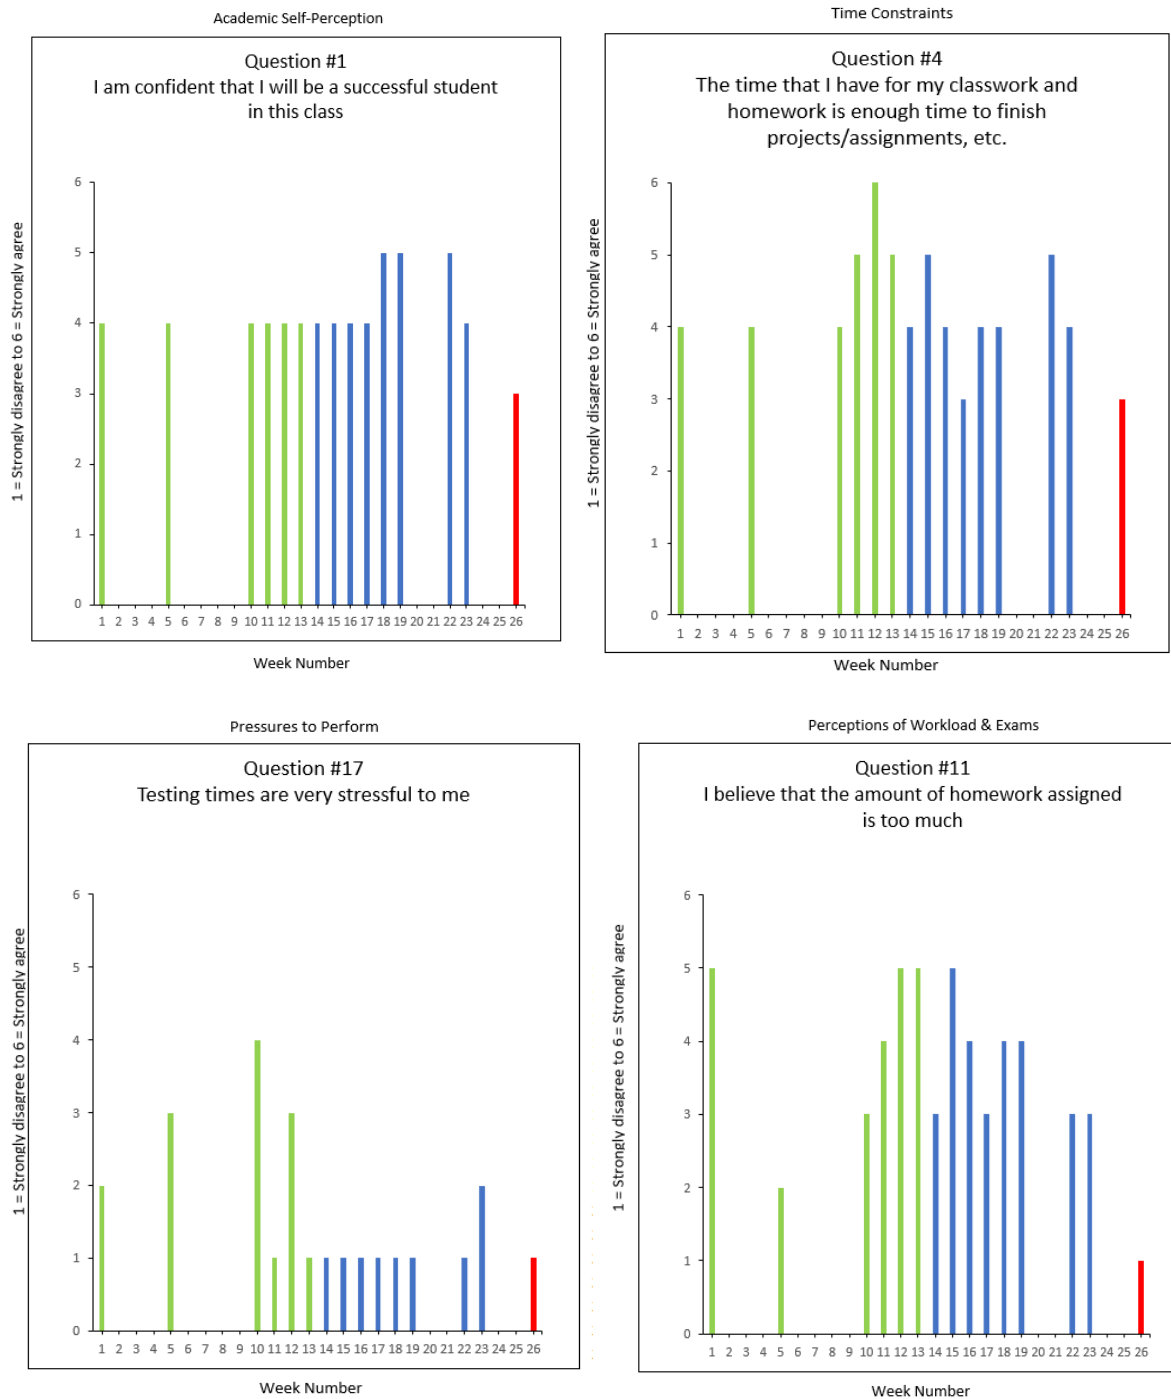 Academic Self-Perception
Question #1
I am confident that I will be a successful student
in this class
1 = Strongly disagree to 6 = Strongly agree
6
5
4
3
2
1
0
1 2 3 4 5 6 7 8 9 10 11 12 13 14 15 16 17 18 19 20 21 22 23 24 25 26
Week Number
Time Constraints
Question #4
The time that I have for my classwork and
homework is enough time to finish
projects/assignments, etc.
1 = Strongly disagree to 6 = Strongly agree
6
5
4
3
2
1
0
1 2 3 4 5 6 7 8 9 10 11 12 13 14 15 16 17 18 19 20 21 22 23 24 25 26
Week Number
Pressures to Perform
Question #17
Testing times are very stressful to me
1 = Strongly disagree to 6 = Strongly agree
6
5
4
3
2
1
0
1 2 3 4 5 6 7 8 9 10 11 12 13 14 15 16 17 18 19 20 21 22 23 24 25 26
Week Number
Perceptions of Workload & Exams
Question #11
I believe that the amount of homework assigned
is too much
1 = Strongly disagree to 6 = Strongly agree
6
5
4
3
2
1
0
1 2 3 4 5 6 7 8 9 10 11 12 13 14 15 16 17 18 19 20 21 22 23 24 25 26
Week Number